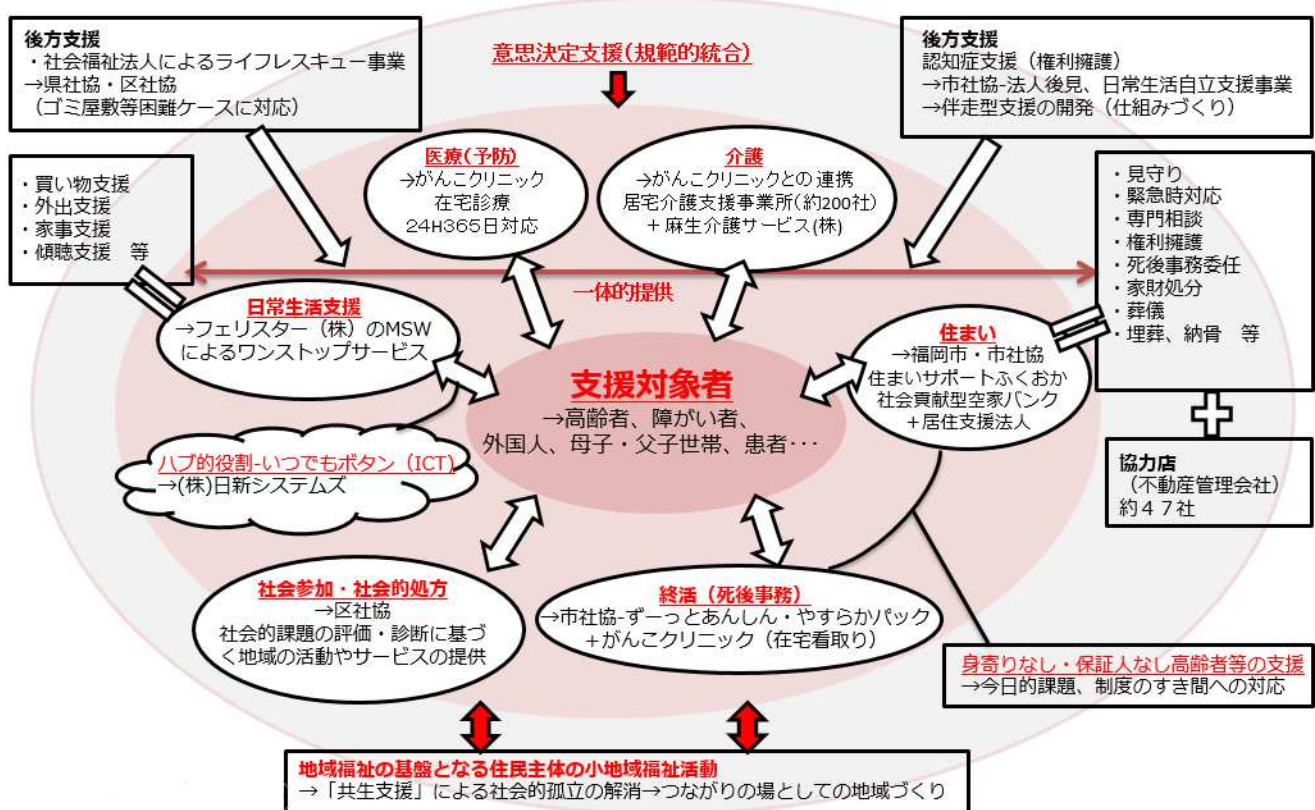 後方支援
・社会福祉法人によるライフレスキュー事業
→県社協・区社協
（ゴミ屋敷等困難ケースに対応）
意思決定支援(規範的統合)
後方支援
認知症支援（権利擁護）
→市社協-法人後見、日常生活自立支援事業
→伴走型支援の開発（仕組みづくり）
・買い物支援
・外出支援
・家事支援
・傾聴支援　等
医療(予防)
→がんこクリニック
在宅診療
24H365日対応
介護
→がんこクリニックとの連携
居宅介護支援事業所(約200社)
＋麻生介護サービス(株)
・見守り
・緊急時対応
・専門相談
・権利擁護
・死後事務委任
・家財処分
・葬儀
・埋葬、納骨　等
一体的提供
日常生活支援
→フェリスター（株）のMSW
によるワンストップサービス
住まい
→福岡市・市社協
住まいサポートふくおか
社会貢献型空家バンク
＋居住支援法人
支援対象者
→高齢者、障がい者、
外国人、母子・父子世帯、患者･･･
ハブ的役割-いつでもボタン（ICT)
→(株)日新システムズ
協力店
（不動産管理会社）
約４７社
社会参加・社会的処方
→区社協
社会的課題の評価・診断に基づ
く地域の活動やサービスの提供
終活（死後事務）
→市社協-ずーっとあんしん・やすらかパック
＋がんこクリニック（在宅看取り）
身寄りなし・保証人なし高齢者等の支援
→今日的課題、制度のすき間への対応
地域福祉の基盤となる住民主体の小地域福祉活動
→「共生支援」による社会的孤立の解消→つながりの場としての地域づくり